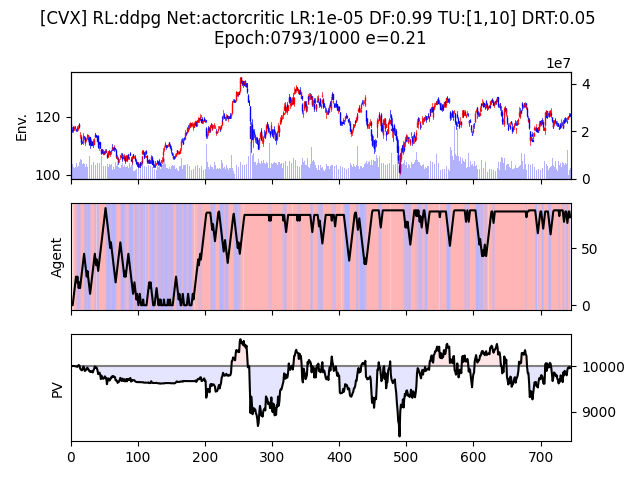 [CVX] RL:ddpg Net:actorcritic LR:1e-05 DF:0.99 TU:[1,10] DRT:0.05
Epoch:0793/1000 e=0.21
1e7
Env.
120
100
4
2
0
Agent
50
0
PV
10000
9000
0 100 200 300 400 500 600 700